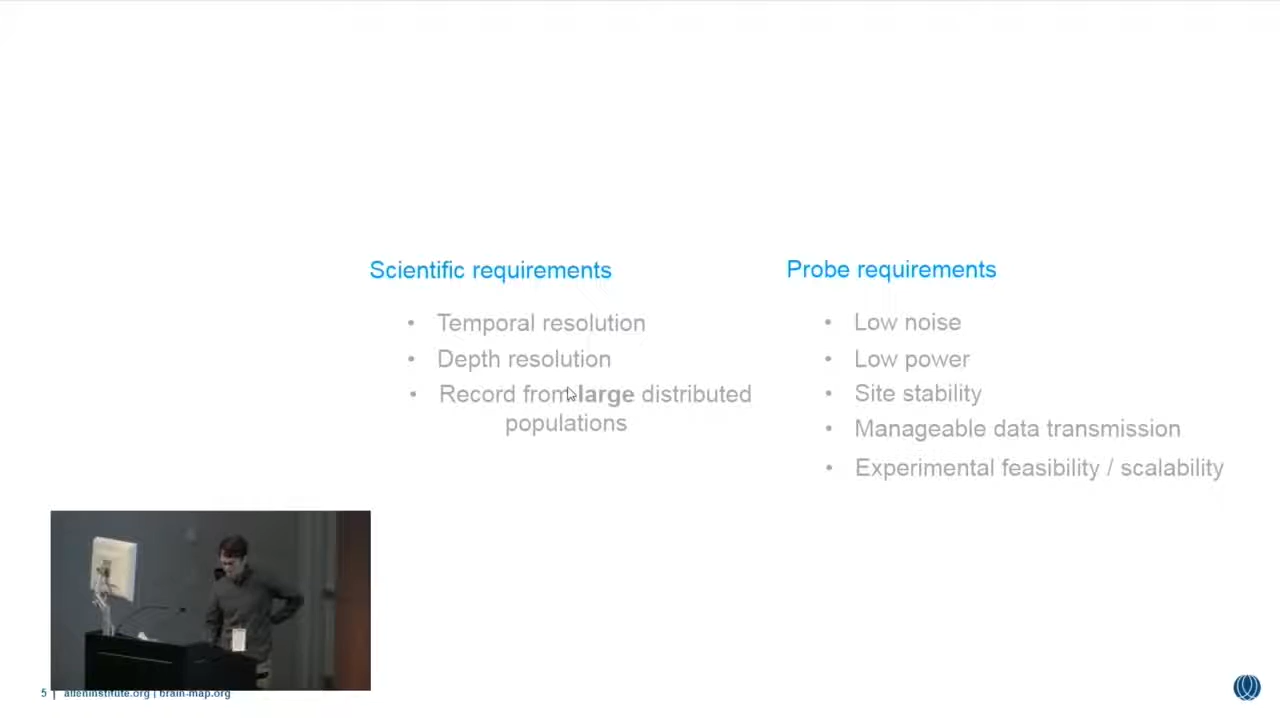 Scientific requirements
• Temporal resolution
• Depth resolution
• Record from large distributed
populations
Probe requirements
• Low noise
• Low power
• Site stability
• Manageable data transmission
• Experimental feasibility / scalability
5 | alleninstitute.org | brain-map.org